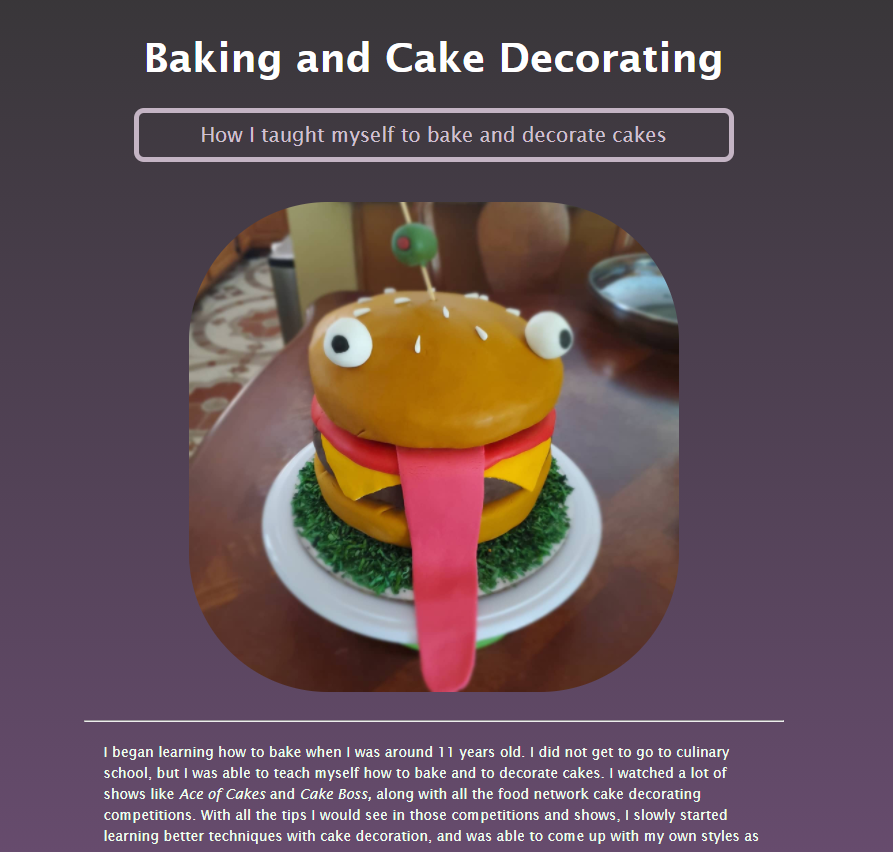 Baking and Cake Decorating
How I taught myself to bake and decorate cakes
I began learning how to bake when I was around 11 years old. I did not get to go to culinary
school, but I was able to teach myself how to bake and to decorate cakes. I watched a lot of
shows like Ace of Cakes and Cake Boss, along with all the food network cake decorating
competitions. With all the tips I would see in those competitions and shows, I slowly started
learning better techniques with cake decoration, and was able to come up with my own styles as